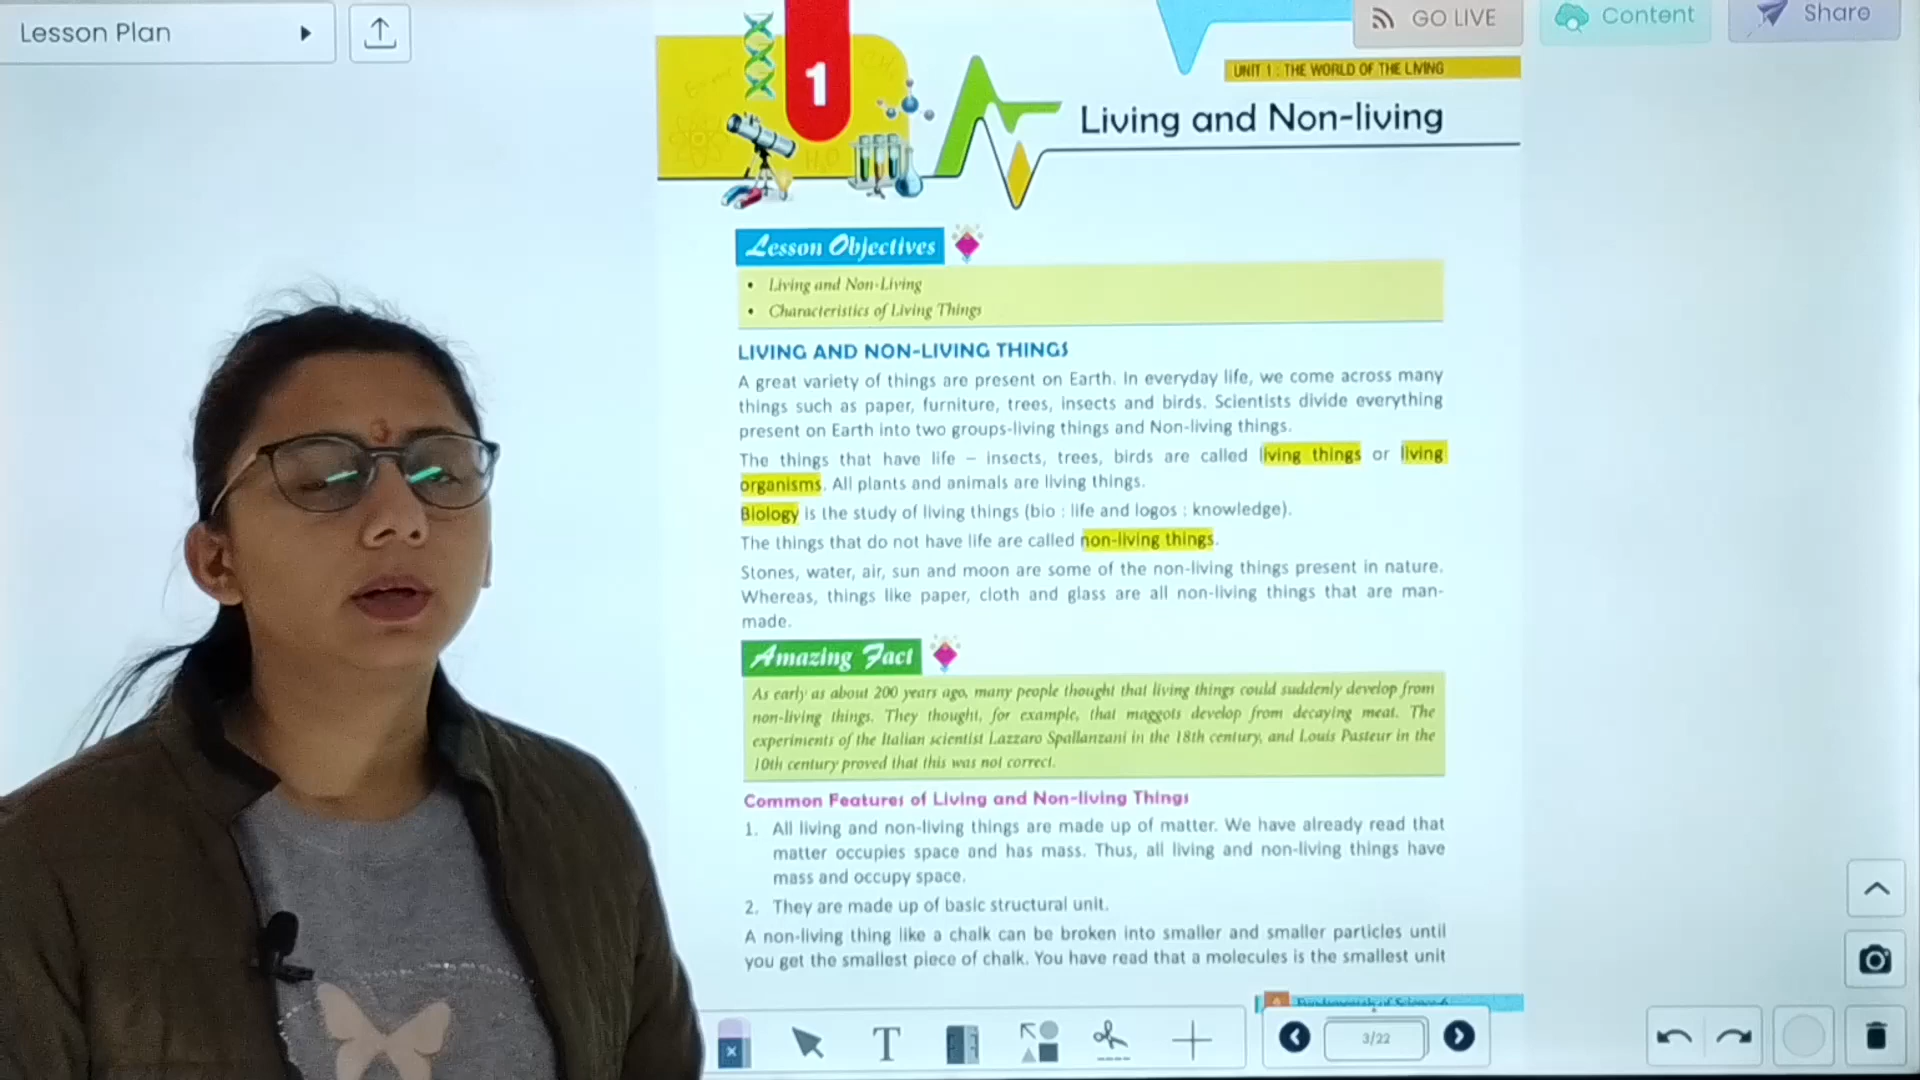 Lesson Plan
GO LIVE
Content
Share
1
UNIT 1 : THE WORLD OF THE LIVING
Living and Non-living
H₂O
Lesson Objectives
• Living and Non-Living
• Characteristics of Living Things
LIVING AND NON-LIVING THINGS
A great variety of things are present on Earth. In everyday life, we come across many
things such as paper, furniture, trees, insects and birds. Scientists divide everything
present on Earth into two groups-living things and Non-living things.
The things that have life – insects, trees, birds are called living things or living
organisms. All plants and animals are living things.
Biology is the study of living things (bio : life and logos : knowledge).
The things that do not have life are called non-living things.
Stones, water, air, sun and moon are some of the non-living things present in nature.
Whereas, things like paper, cloth and glass are all non-living things that are man-
made.
Amazing Fact
As early as about 200 years ago, many people thought that living things could suddenly develop from
non-living things. They thought, for example, that maggots develop from decaying meat. The
experiments of the Italian scientist Lazzaro Spallanzani in the 18th century, and Louis Pasteur in the
10th century proved that this was not correct.
Common Features of Living and Non-living Things
1. All living and non-living things are made up of matter. We have already read that
matter occupies space and has mass. Thus, all living and non-living things have
mass and occupy space.
2. They are made up of basic structural unit.
A non-living thing like a chalk can be broken into smaller and smaller particles until
you get the smallest piece of chalk. You have read that a molecules is the smallest unit
Fundamentals of Science-6
T
3/22